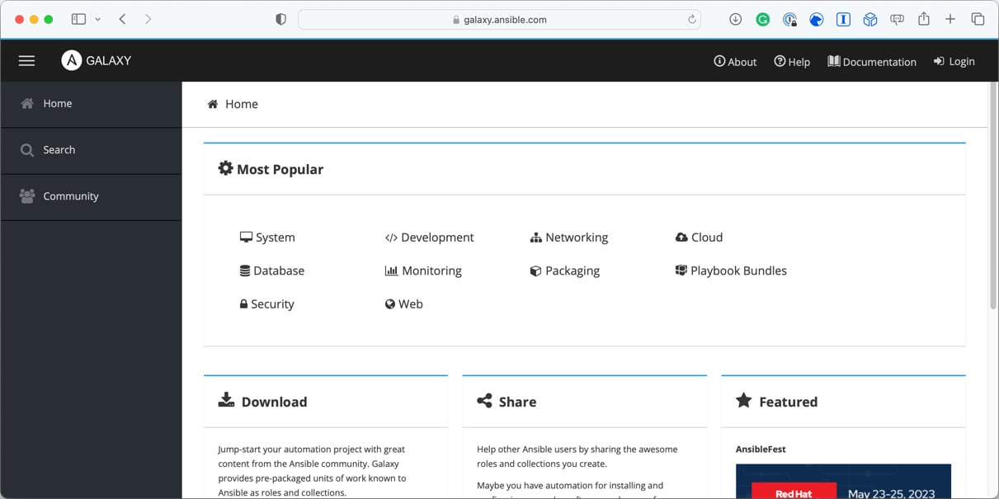 galaxy.ansible.com
GALAXY
About
Help
Documentation
Login
Home
Search
Community
Home
Most Popular
System
</> Development
Networking
Cloud
Database
Monitoring
Packaging
Playbook Bundles
Security
Web
Download
Jump-start your automation project with great
content from the Ansible community. Galaxy
provides pre-packaged units of work known to
Ansible as roles and collections.
Share
Help other Ansible users by sharing the awesome
roles and collections you create.
Maybe you have automation for installing and
Featured
AnsibleFest
Red Hat
May 23-25, 2023